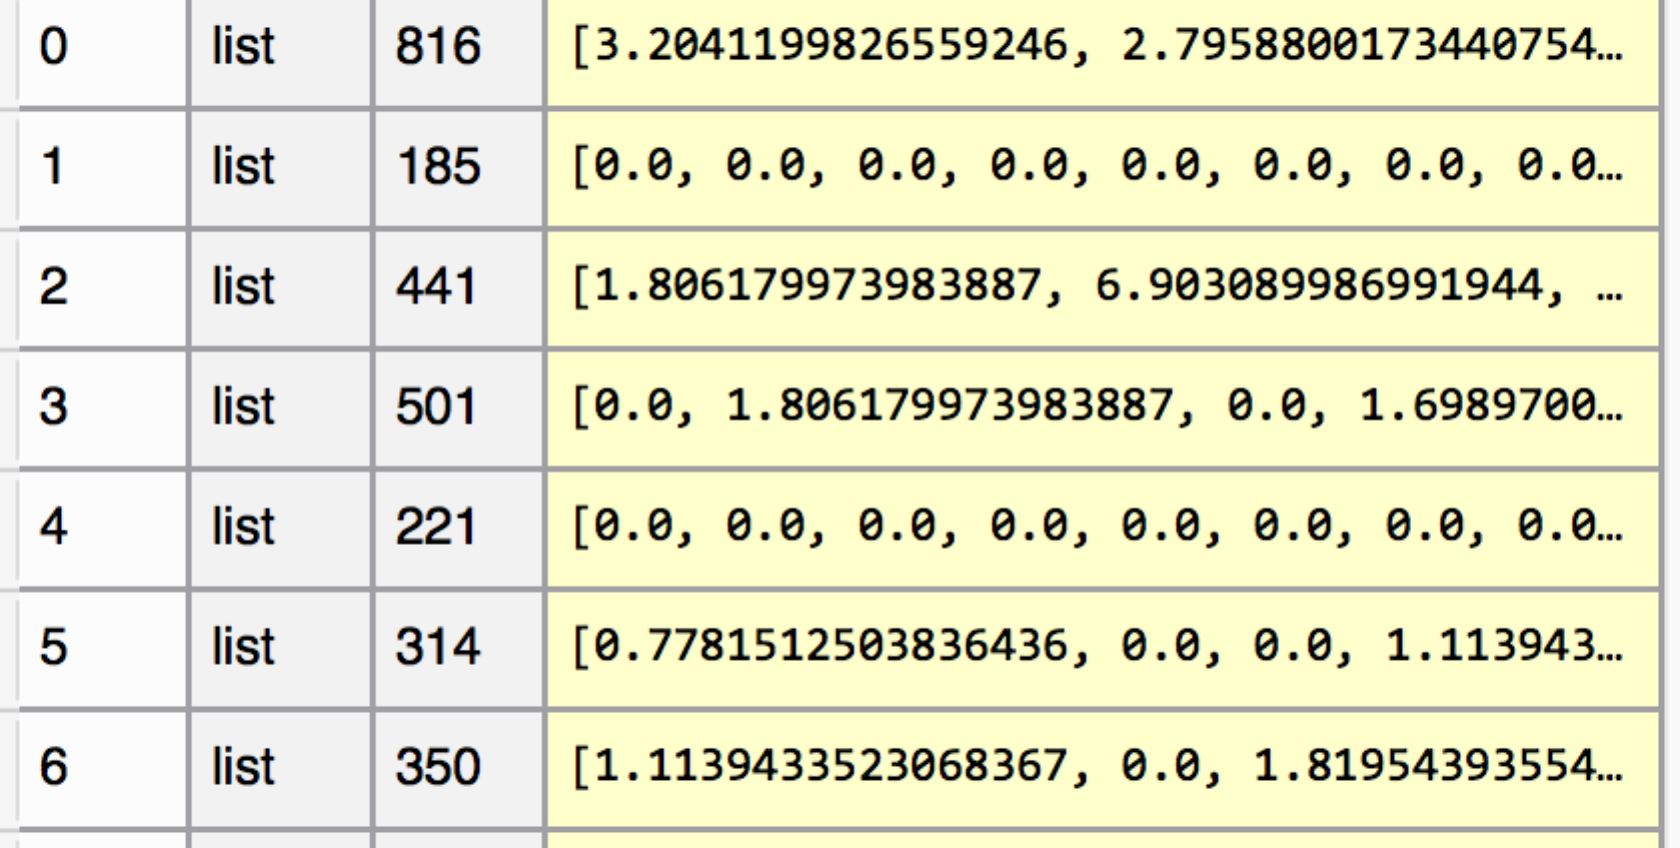 0 list 816 [3.2041199826559246, 2.7958800173440754…
1 list 185 [0.0, 0.0, 0.0, 0.0, 0.0, 0.0, 0.0, 0.0…
2 list 441 [1.806179973983887, 6.903089986991944, …
3 list 501 [0.0, 1.806179973983887, 0.0, 1.6989700…
4 list 221 [0.0, 0.0, 0.0, 0.0, 0.0, 0.0, 0.0, 0.0…
5 list 314 [0.7781512503836436, 0.0, 0.0, 1.113943…
6 list 350 [1.1139433523068367, 0.0, 1.81954393554…